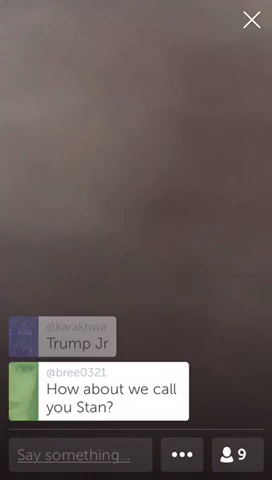 @karakhwa
Trump Jr
@bree0321
How about we call
you Stan?
Say something...
9